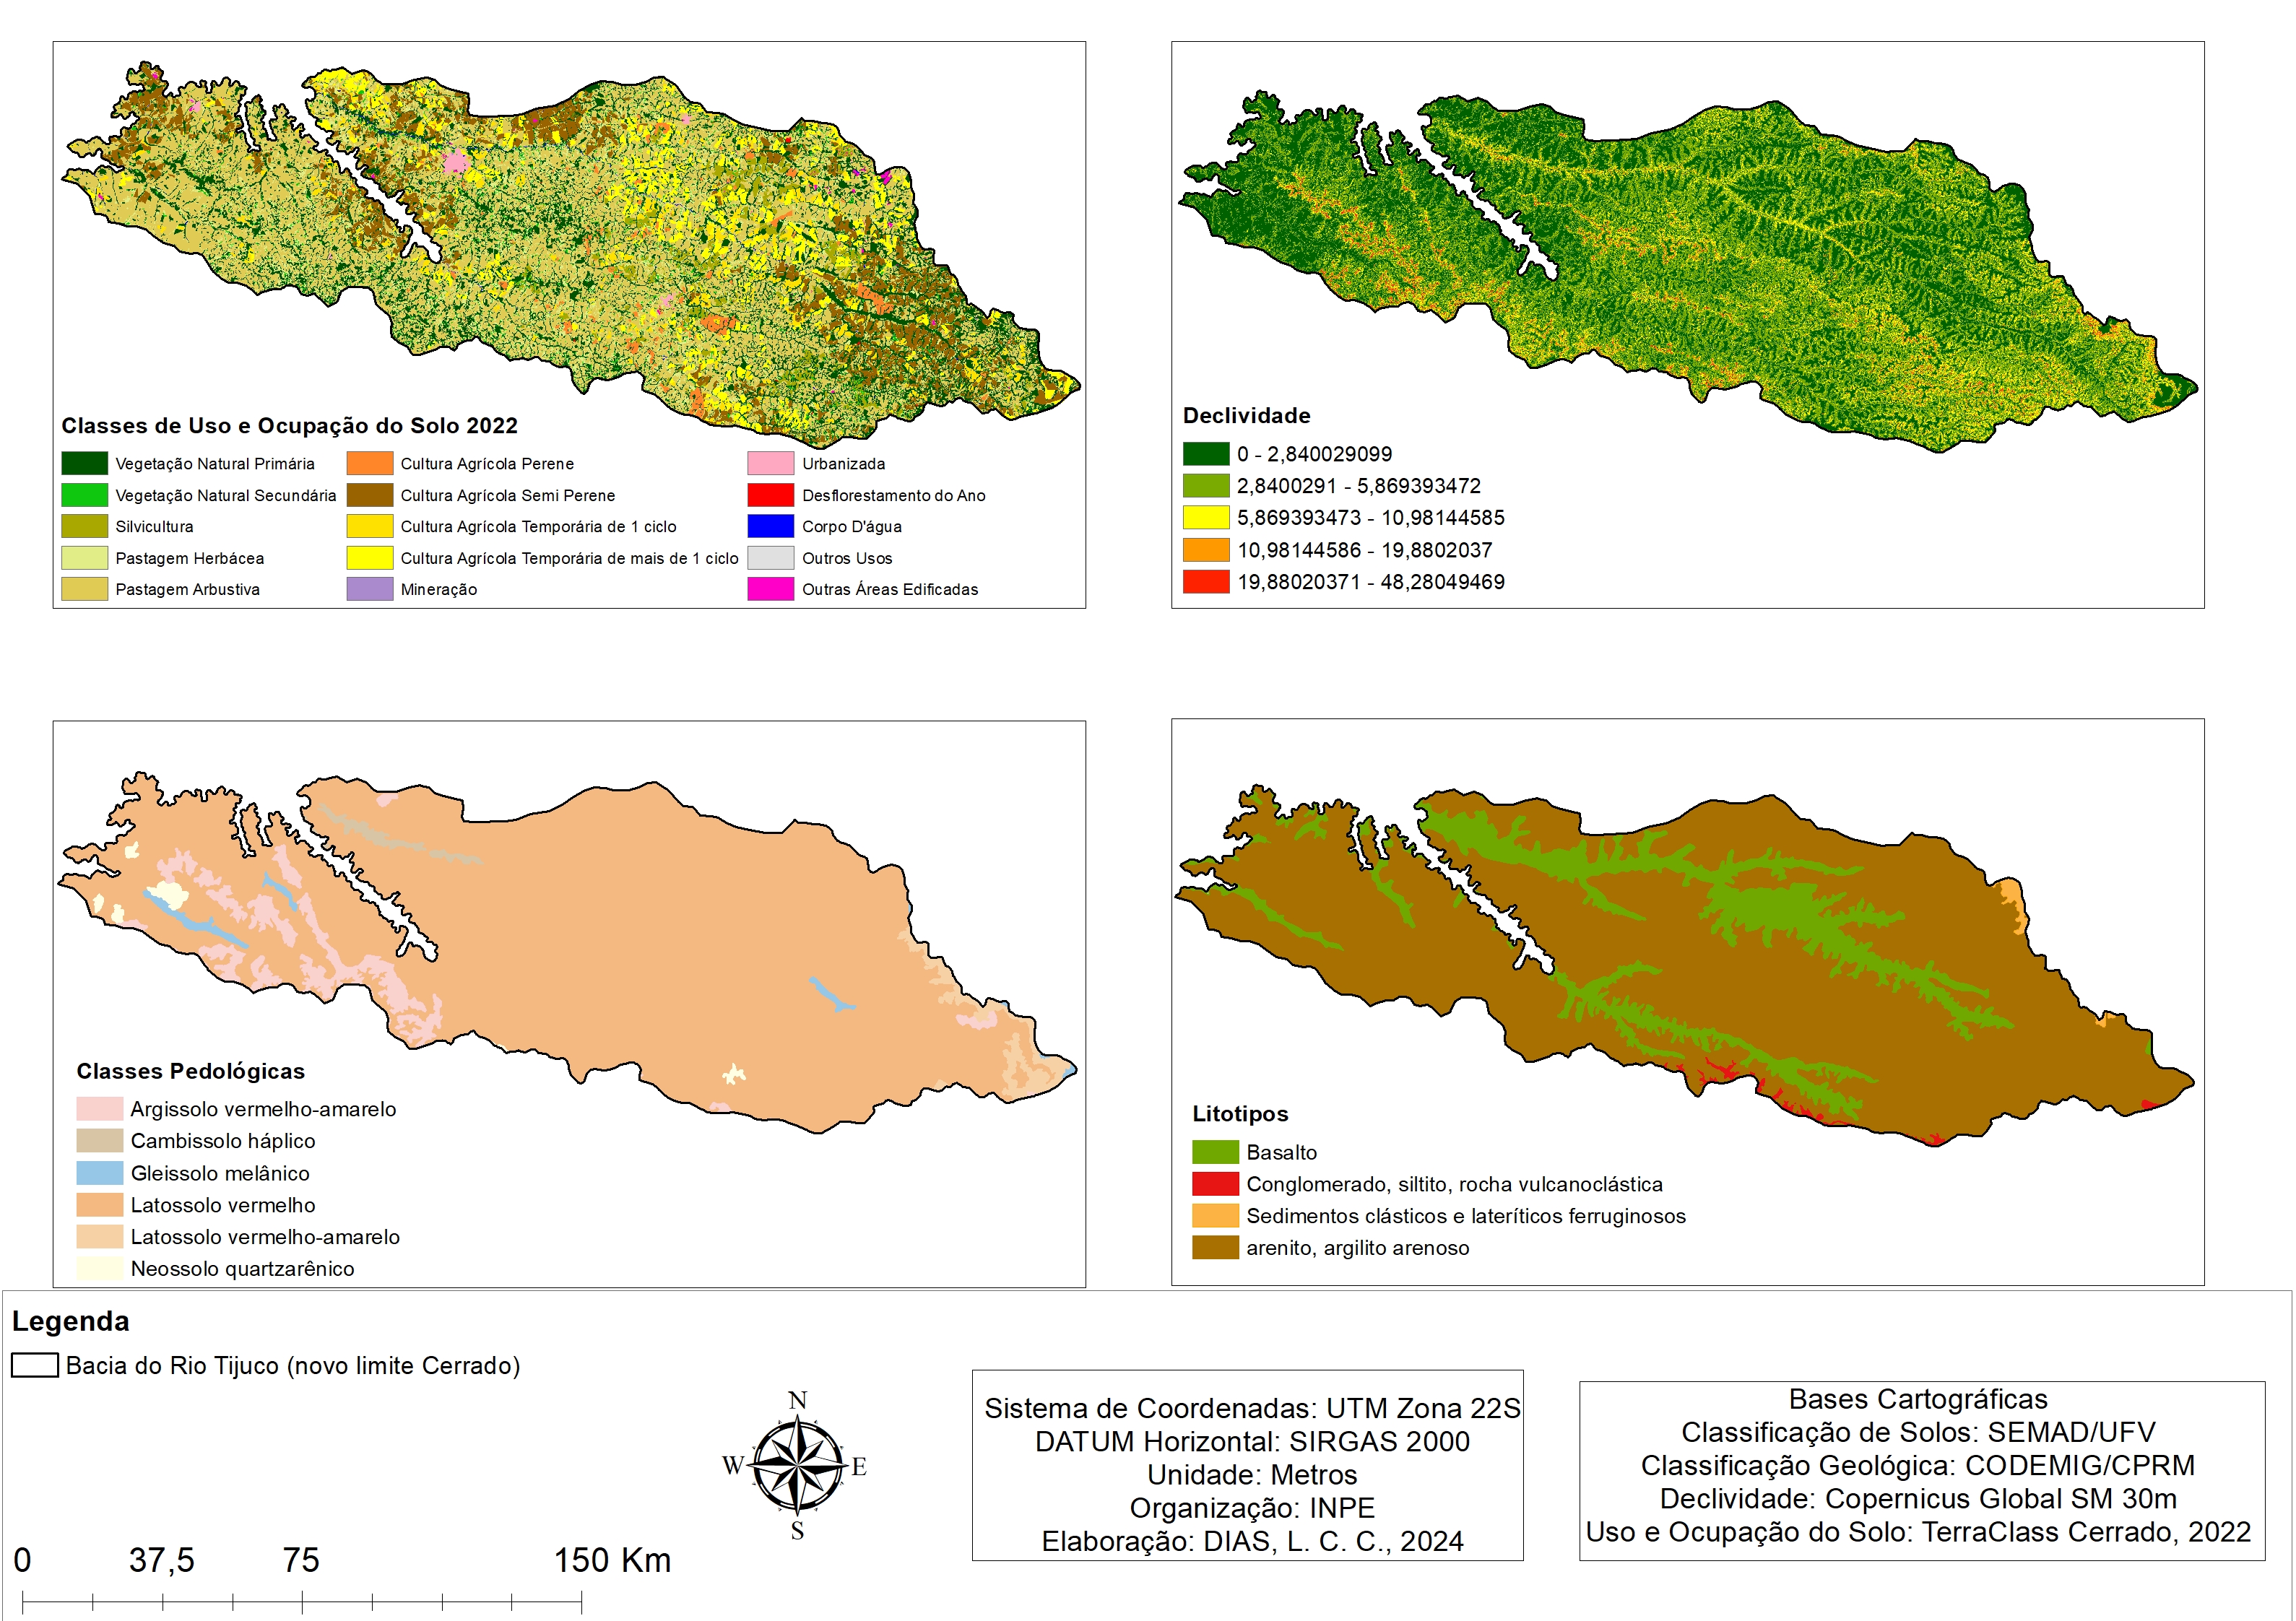 Classes de Uso e Ocupação do Solo 2022
Vegetação Natural Primária
Vegetação Natural Secundária
Silvicultura
Pastagem Herbácea
Pastagem Arbustiva
Cultura Agrícola Perene
Cultura Agrícola Semi Perene
Cultura Agrícola Temporária de 1 ciclo
Cultura Agrícola Temporária de mais de 1 ciclo
Mineração
Urbanizada
Desflorestamento do Ano
Corpo D'água
Outros Usos
Outras Áreas Edificadas
Declividade
0 - 2,840029099
2,8400291 - 5,869393472
5,869393473 - 10,98144585
10,98144586 - 19,8802037
19,88020371 - 48,28049469
Classes Pedológicas
Argissolo vermelho-amarelo
Cambissolo háplico
Gleissolo melânico
Latossolo vermelho
Latossolo vermelho-amarelo
Neossolo quartzarênico
Litotipos
Basalto
Conglomerado, siltito, rocha vulcanoclástica
Sedimentos clásticos e lateríticos ferruginosos
arenito, argilito arenoso
Legenda
Bacia do Rio Tijuco (novo limite Cerrado)
0 37,5 75 150 Km
N
W E
S
Sistema de Coordenadas: UTM Zona 22S
DATUM Horizontal: SIRGAS 2000
Unidade: Metros
Organização: INPE
Elaboração: DIAS, L. C. C., 2024
Bases Cartográficas
Classificação de Solos: SEMAD/UFV
Classificação Geológica: CODEMIG/CPRM
Declividade: Copernicus Global SM 30m
Uso e Ocupação do Solo: TerraClass Cerrado, 2022